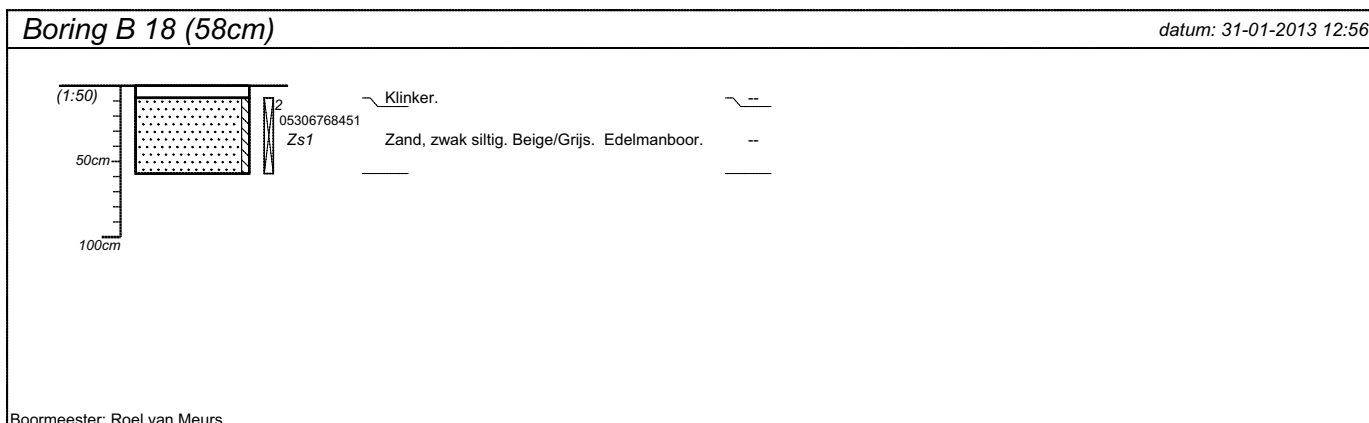 Boring B 18 (58cm)
datum: 31-01-2013 12:56
(1:50)
2
Klinker.
--
05306768451
Zs1
Zand, zwak siltig. Beige/Grijs. Edelmanboor.
--
50cm
100cm
Boormeester: Roel van Meurs